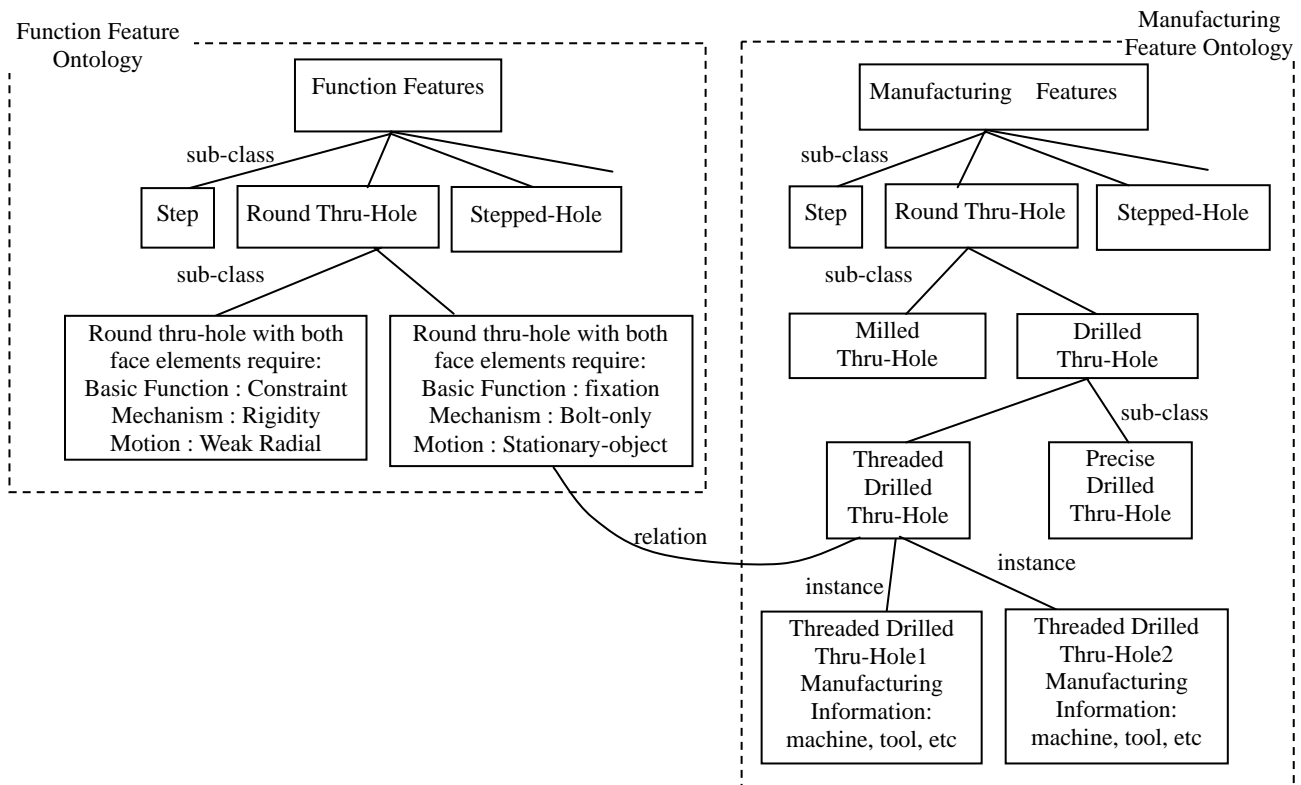 Function Feature
Ontology
Function Features
sub-class
Step
Round Thru-Hole
Stepped-Hole
sub-class
Round thru-hole with both
face elements require:
Basic Function : Constraint
Mechanism : Rigidity
Motion : Weak Radial
Round thru-hole with both
face elements require:
Basic Function : fixation
Mechanism : Bolt-only
Motion : Stationary-object
relation
Manufacturing
Feature Ontology
Manufacturing Features
sub-class
Step
Round Thru-Hole
Stepped-Hole
sub-class
Milled
Thru-Hole
Drilled
Thru-Hole
sub-class
Threaded
Drilled
Thru-Hole
Precise
Drilled
Thru-Hole
instance
instance
Threaded Drilled
Thru-Hole1
Manufacturing
Information:
machine, tool, etc
Threaded Drilled
Thru-Hole2
Manufacturing
Information:
machine, tool, etc